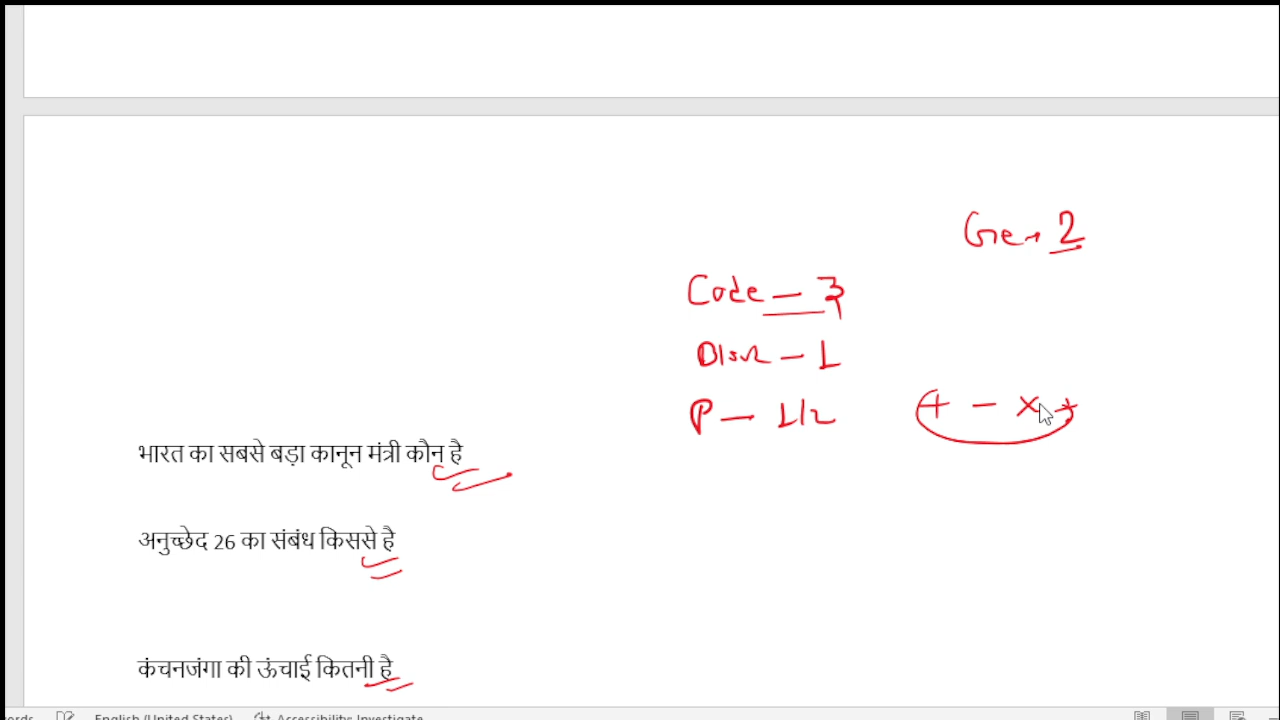 Gen 2
Code - 3
- 1
P - 1/2
+ - x
भारत का सबसे बड़ा कानून मंत्री कौन है
अनुच्छेद 26 का संबंध किससे है
कंचनजंगा की ऊंचाई कितनी है
English (United States)
Accessibility: Investigate